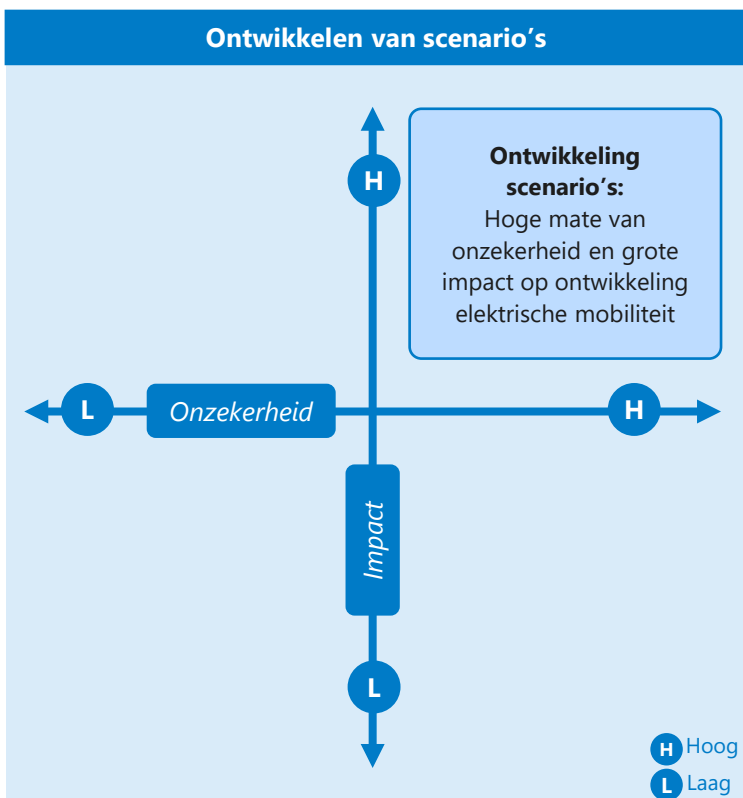 Ontwikkelen van scenario’s
H
Ontwikkeling
scenario’s:
Hoge mate van
onzekerheid en grote
impact op ontwikkeling
elektrische mobiliteit
L
Onzekerheid
H
Impact
L
H Hoog
L Laag